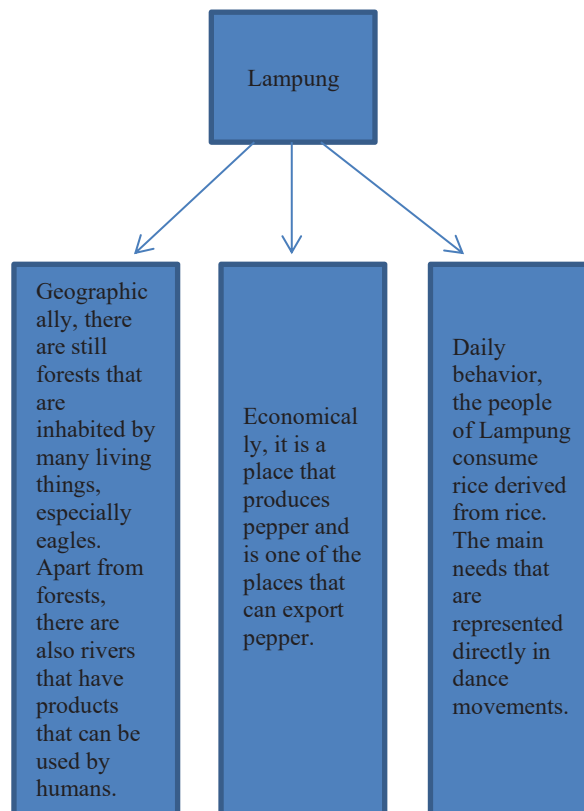 Lampung
Geographic
ally, there
are still
forests that
are
inhabited by
many living
things,
especially
eagles.
Apart from
forests,
there are
also rivers
that have
products
that can be
used by
humans.
Economical
ly, it is a
place that
produces
pepper and
is one of the
places that
can export
pepper.
Daily
behavior,
the people
of Lampung
consume
rice derived
from rice.
The main
needs that
are
represented
directly in
dance
movements.